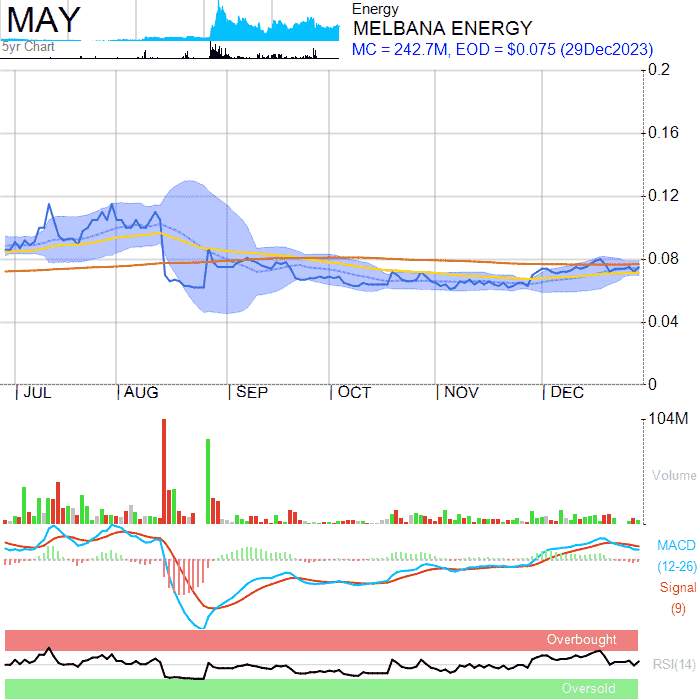 MAY
5yr Chart
Energy
MELBANA ENERGY
MC = 242.7M, EOD = $0.075 (29Dec2023)
0.2
0.16
0.12
0.08
0.04
0
JUL
AUG
SEP
OCT
NOV
DEC
104M
Volume
MACD
(12-26)
Signal
(9)
Overbought
RSI(14)
Oversold